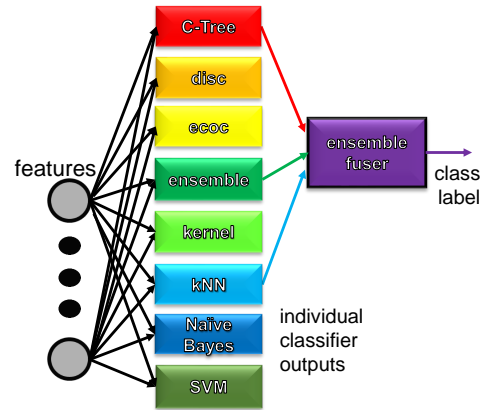 C-Tree
disc
ecoc
ensemble
kernel
kNN
Naïve
Bayes
SVM
features
ensemble
fuser
class
label
individual
classifier
outputs